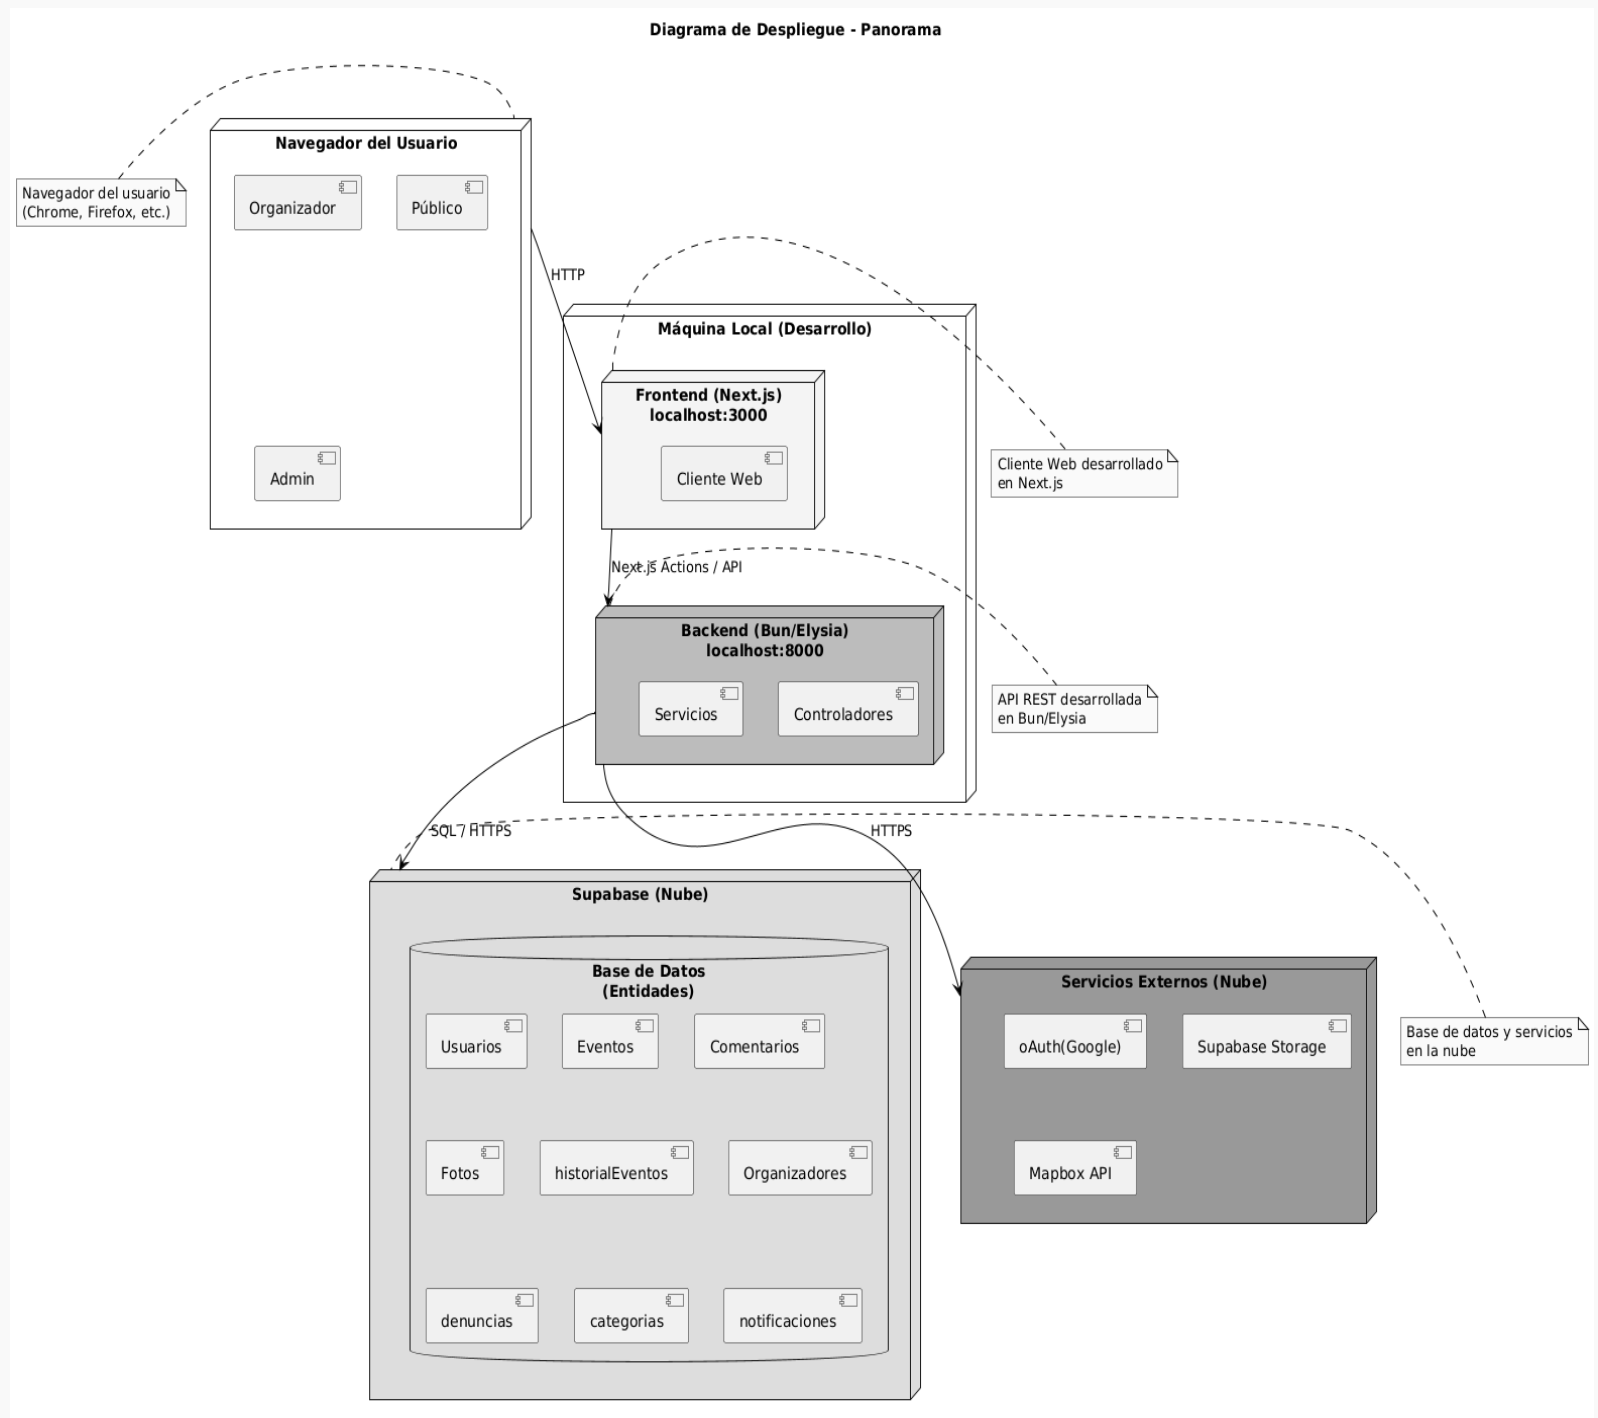 Diagrama de Despliegue - Panorama
Navegador del Usuario
Navegador del usuario
(Chrome, Firefox, etc.)
Organizador
Público
Admin
HTTP
Máquina Local (Desarrollo)
Frontend (Next.js)
localhost:3000
Cliente Web
Cliente Web desarrollado
en Next.js
Next.js Actions / API
Backend (Bun/Elysia)
localhost:8000
Servicios
Controladores
API REST desarrollada
en Bun/Elysia
SQL / HTTPS
HTTPS
Supabase (Nube)
Base de Datos
(Entidades)
Usuarios
Eventos
Comentarios
Fotos
historialEventos
Organizadores
denuncias
categorias
notificaciones
Servicios Externos (Nube)
oAuth(Google)
Supabase Storage
Mapbox API
Base de datos y servicios
en la nube